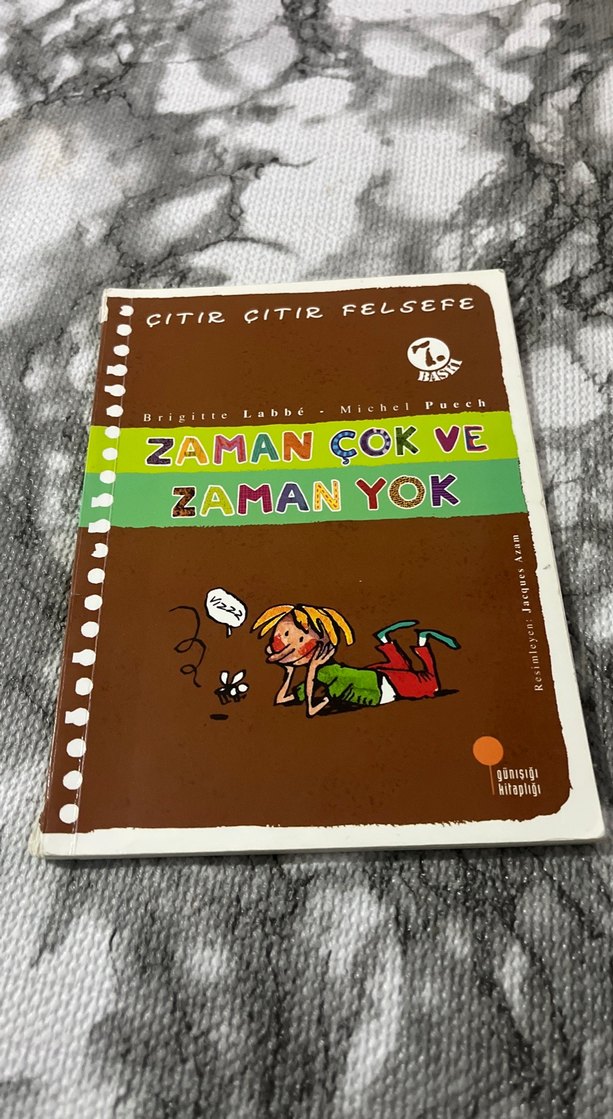 ÇITIR ÇITIR FELSEFE
7.
BASKI
Brigitte Labbé - Michel Puech
ZAMAN ÇOK VE
ZAMAN YOK
VIZZZ
Resimleyen: Jacques Azam
günışığı
kitaplığı